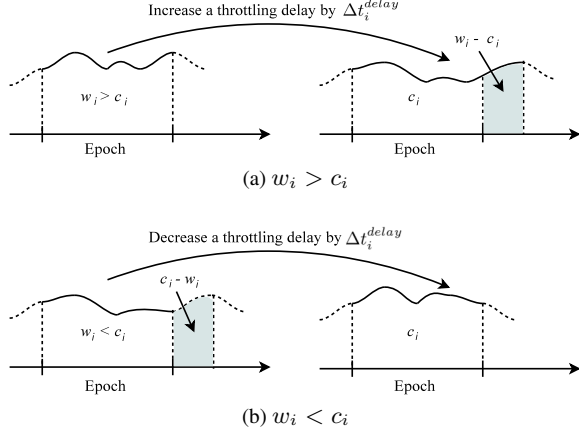 Increase a throttling delay by Δt_i^{delay}
w_i - c_i
w_i > c_i
c_i
Epoch
Epoch
(a) w_i > c_i
Decrease a throttling delay by Δt_i^{delay}
c_i - w_i
w_i < c_i
c_i
Epoch
Epoch
(b) w_i < c_i